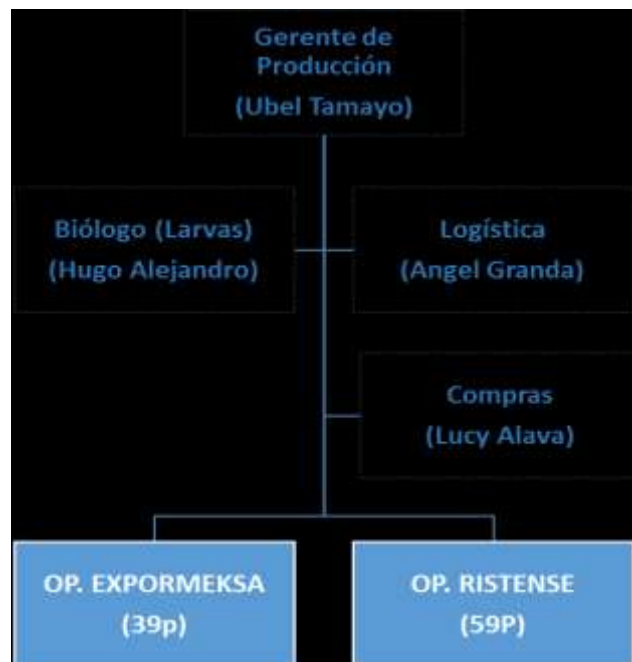 Gerente de
Producción
(Ubel Tamayo)
Biólogo (Larvas)
(Hugo Alejandro)
Logística
(Angel Granda)
Compras
(Lucy Alava)
OP. EXPORMEKSA
(39p)
OP. RISTENSE
(59P)